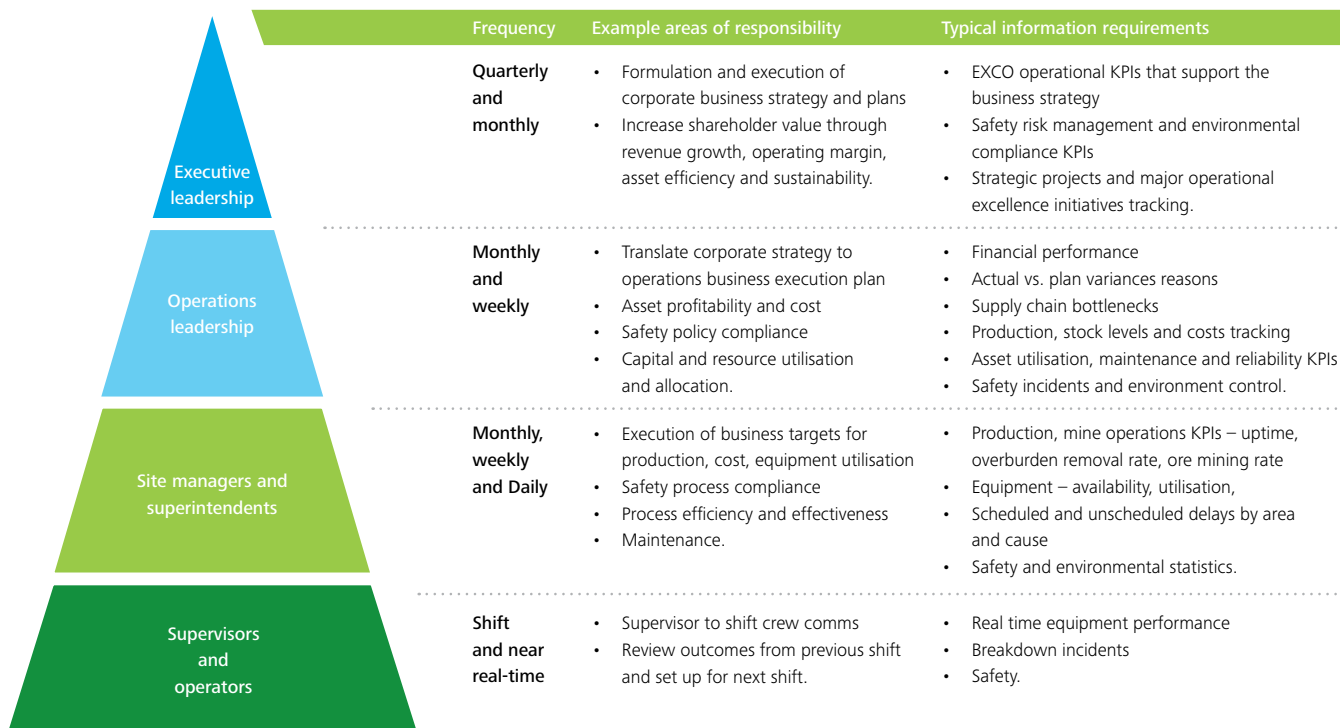 Frequency Example areas of responsibility Typical information requirements
Executive
leadership
Quarterly
and
monthly
• Formulation and execution of
corporate business strategy and plans
• Increase shareholder value through
revenue growth, operating margin,
asset efficiency and sustainability.
• EXCO operational KPIs that support the
business strategy
• Safety risk management and environmental
compliance KPIs
• Strategic projects and major operational
excellence initiatives tracking.
Operations
leadership
Monthly
and
weekly
• Translate corporate strategy to
operations business execution plan
• Asset profitability and cost
• Safety policy compliance
• Capital and resource utilisation
and allocation.
• Financial performance
• Actual vs. plan variances reasons
• Supply chain bottlenecks
• Production, stock levels and costs tracking
• Asset utilisation, maintenance and reliability KPIs
• Safety incidents and environment control.
Site managers and
superintendents
Monthly,
weekly
and Daily
• Execution of business targets for
production, cost, equipment utilisation
• Safety process compliance
• Process efficiency and effectiveness
• Maintenance.
• Production, mine operations KPIs – uptime,
overburden removal rate, ore mining rate
• Equipment – availability, utilisation,
• Scheduled and unscheduled delays by area
and cause
• Safety and environmental statistics.
Supervisors
and
operators
Shift
and near
real-time
• Supervisor to shift crew comms
• Review outcomes from previous shift
and set up for next shift.
• Real time equipment performance
• Breakdown incidents
• Safety.